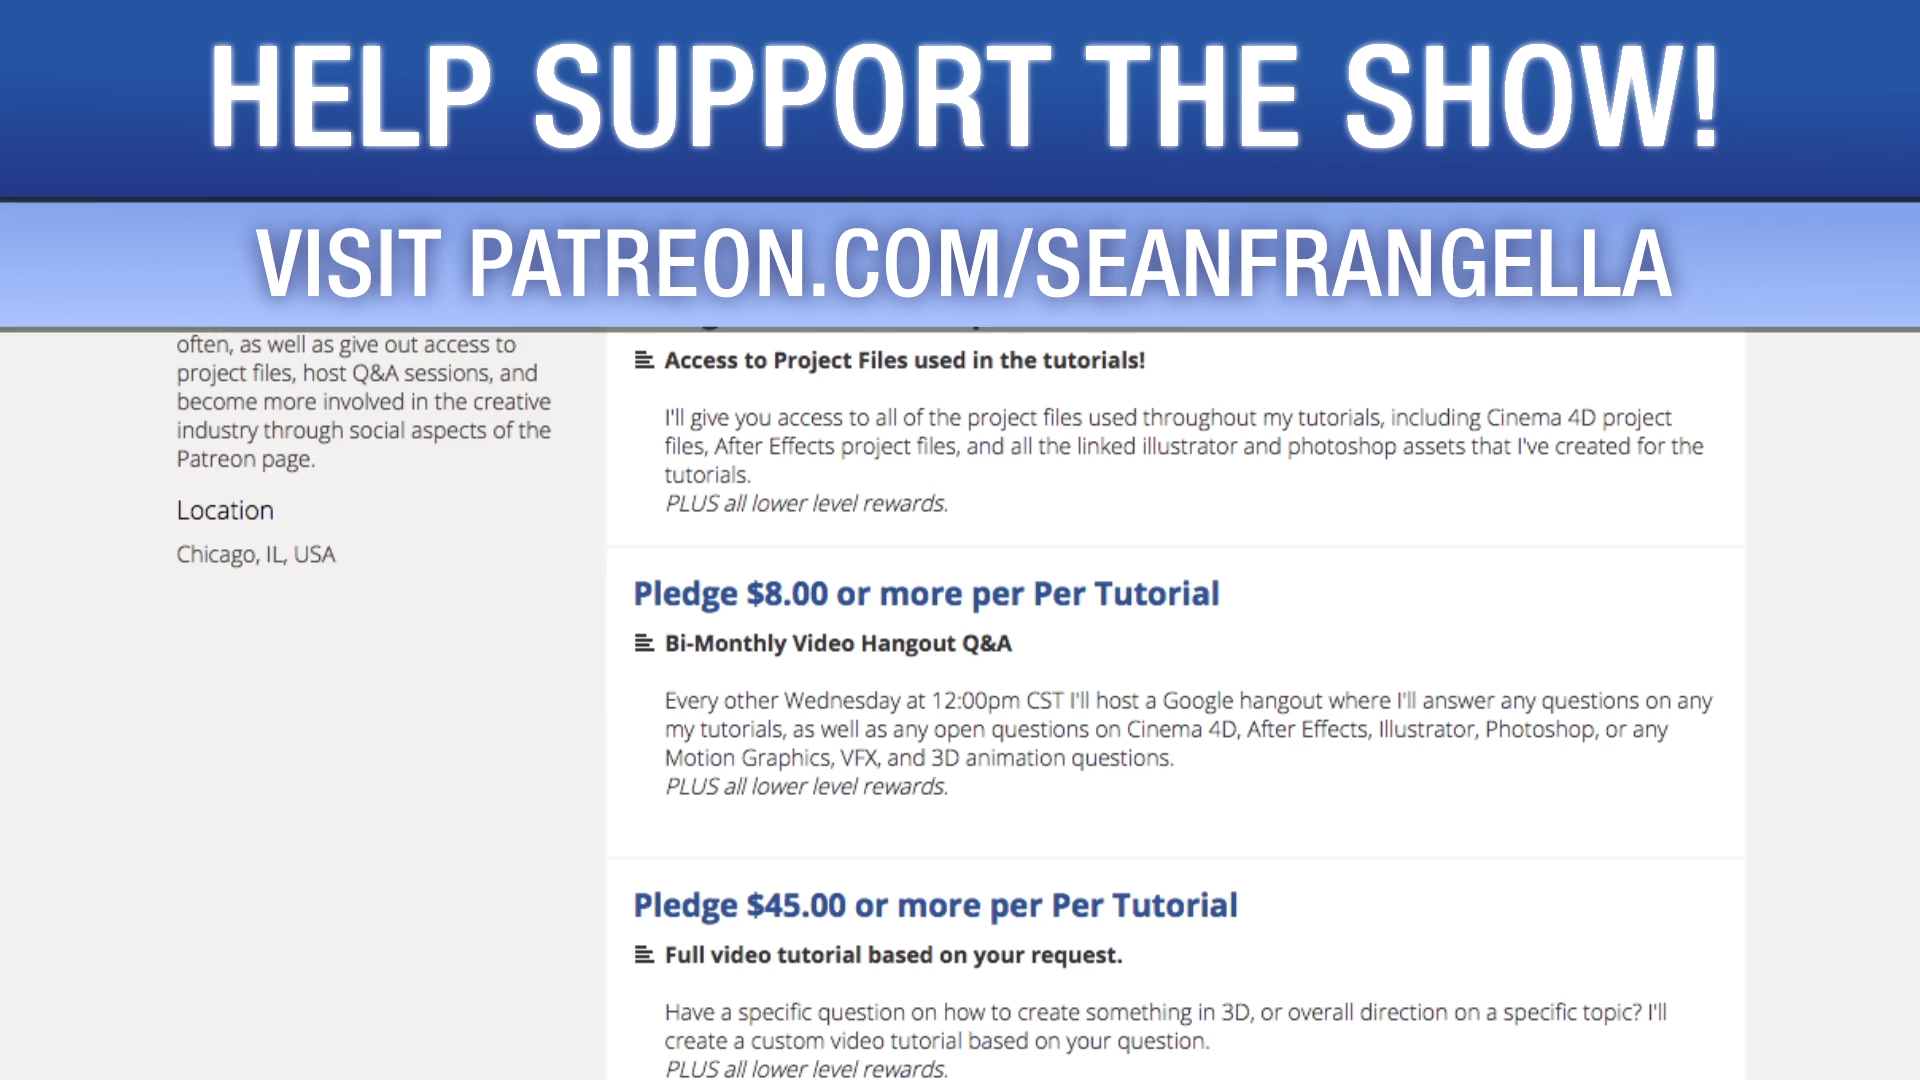 HELP SUPPORT THE SHOW!
VISIT PATREON.COM/SEANFRANGELLA
often, as well as give out access to
project files, host Q&A sessions, and
become more involved in the creative
industry through social aspects of the
Patreon page.
Location
Chicago, IL, USA
Access to Project Files used in the tutorials!
I'll give you access to all of the project files used throughout my tutorials, including Cinema 4D project
files, After Effects project files, and all the linked illustrator and photoshop assets that I've created for the
tutorials.
PLUS all lower level rewards.
Pledge $8.00 or more per Per Tutorial
Bi-Monthly Video Hangout Q&A
Every other Wednesday at 12:00pm CST I'll host a Google hangout where I'll answer any questions on any
my tutorials, as well as any open questions on Cinema 4D, After Effects, Illustrator, Photoshop, or any
Motion Graphics, VFX, and 3D animation questions.
PLUS all lower level rewards.
Pledge $45.00 or more per Per Tutorial
Full video tutorial based on your request.
Have a specific question on how to create something in 3D, or overall direction on a specific topic? I'll
create a custom video tutorial based on your question.
PLUS all lower level rewards.